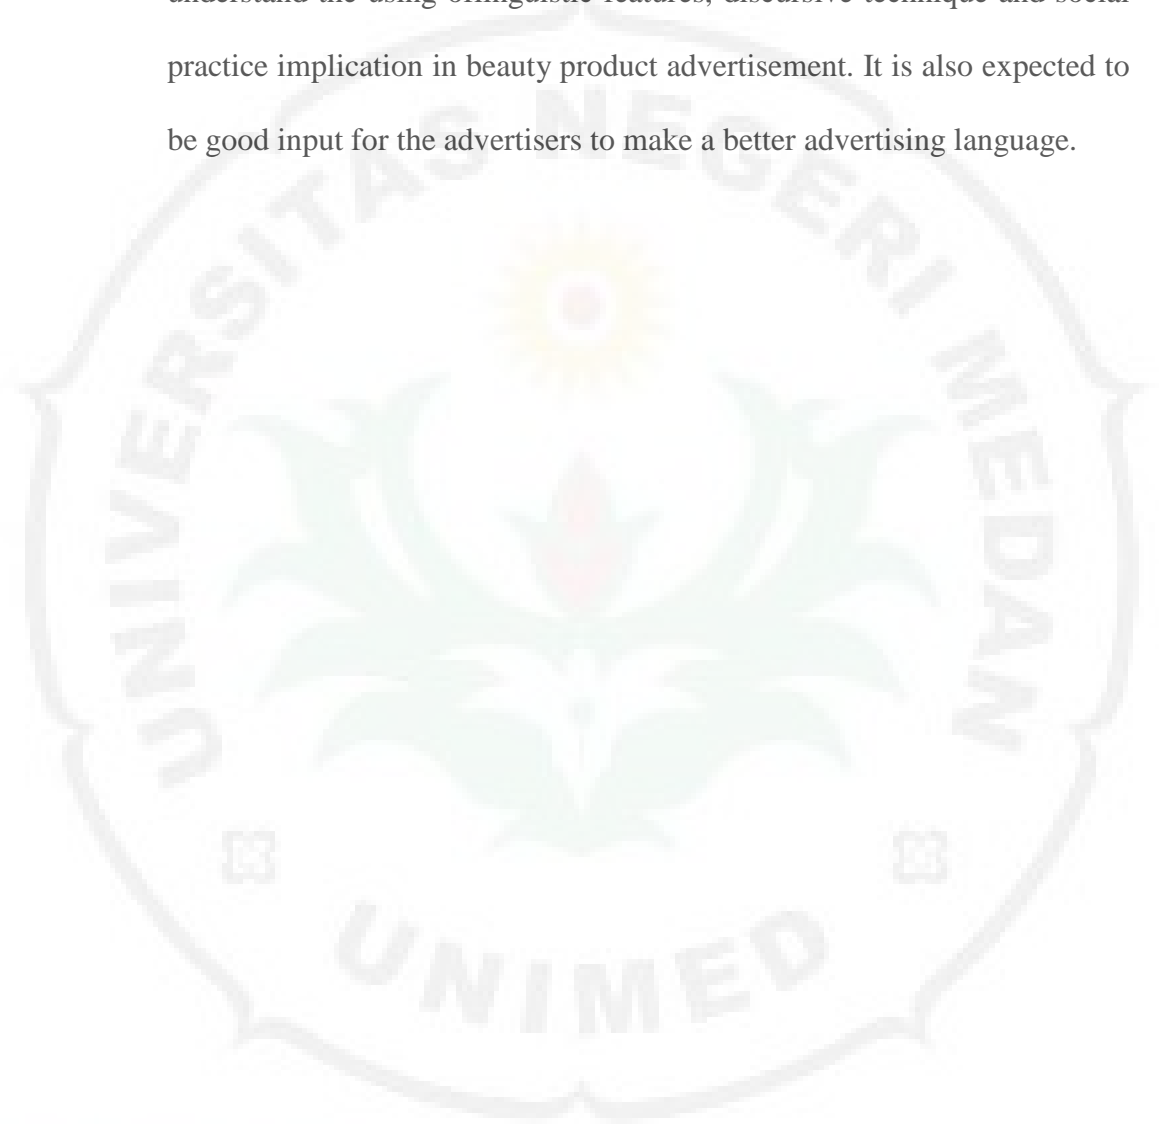 understand the using oflinguistic features, discursive technique and social
practice implication in beauty product advertisement. It is also expected to
be good input for the advertisers to make a better advertising language.
UNIVERSITAS NEGERI MEDAN
UNIMED